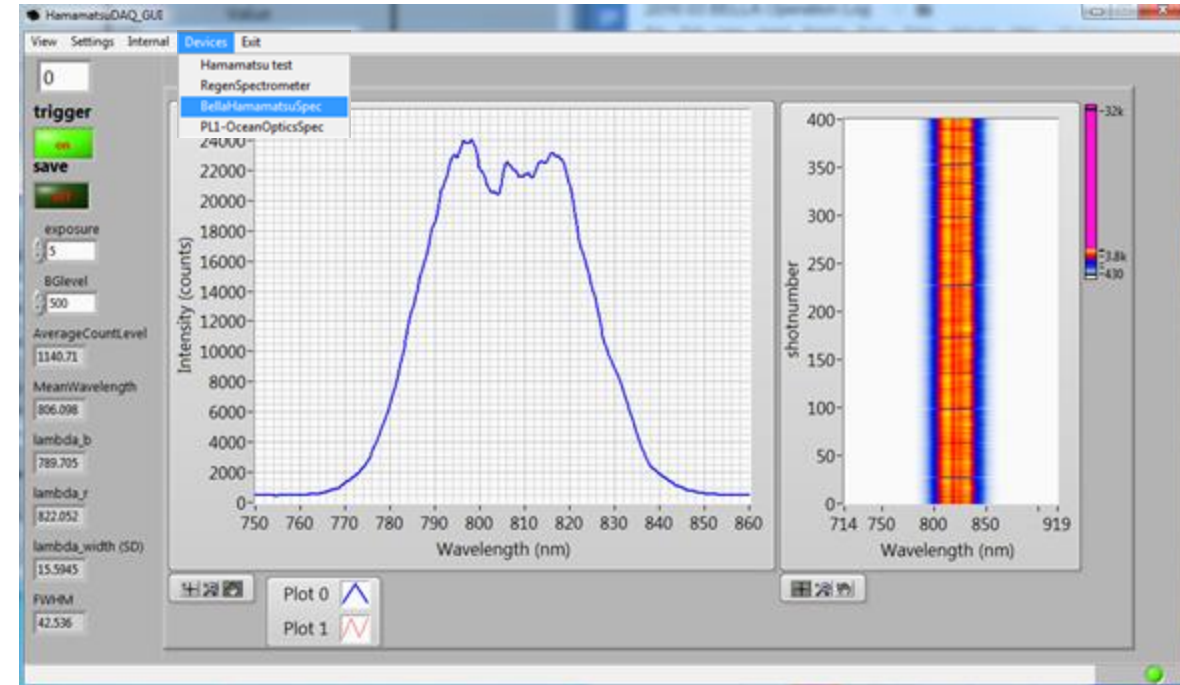 HamamatsuDAQ_GUI
View Settings Internal Devices Exit
Hamamatsu test
RegenSpectrometer
BellaHamamatsuSpec
PL1-OceanOpticsSpec
0
trigger
on
save
off
exposure
5
BGlevel
500
AverageCountLevel
1140.71
MeanWavelength
806.098
lambda_b
789.705
lambda_r
822.052
lambda_width (SD)
15.5945
FWHM
42.536
Intensity (counts)
24000
22000
20000
18000
16000
14000
12000
10000
8000
6000
4000
2000
0
750 760 770 780 790 800 810 820 830 840 850 860
Wavelength (nm)
Plot 0
Plot 1
shotnumber
400
350
300
250
200
150
100
50
0
714 750 800 850 919
Wavelength (nm)
32k
3.8k
430